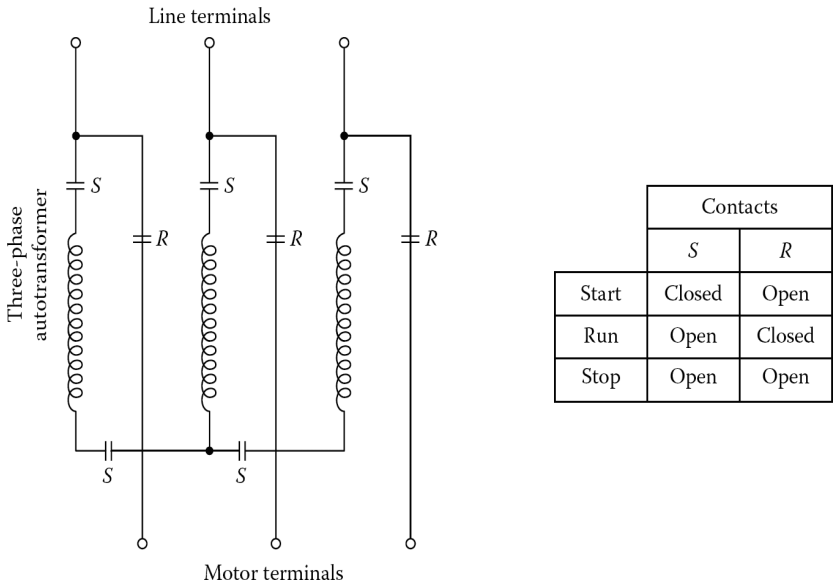 Line terminals
S
S
S
R
R
R
Three-phase
autotransformer
S
S
Motor terminals
Contacts
S R
Start Closed Open
Run Open Closed
Stop Open Open